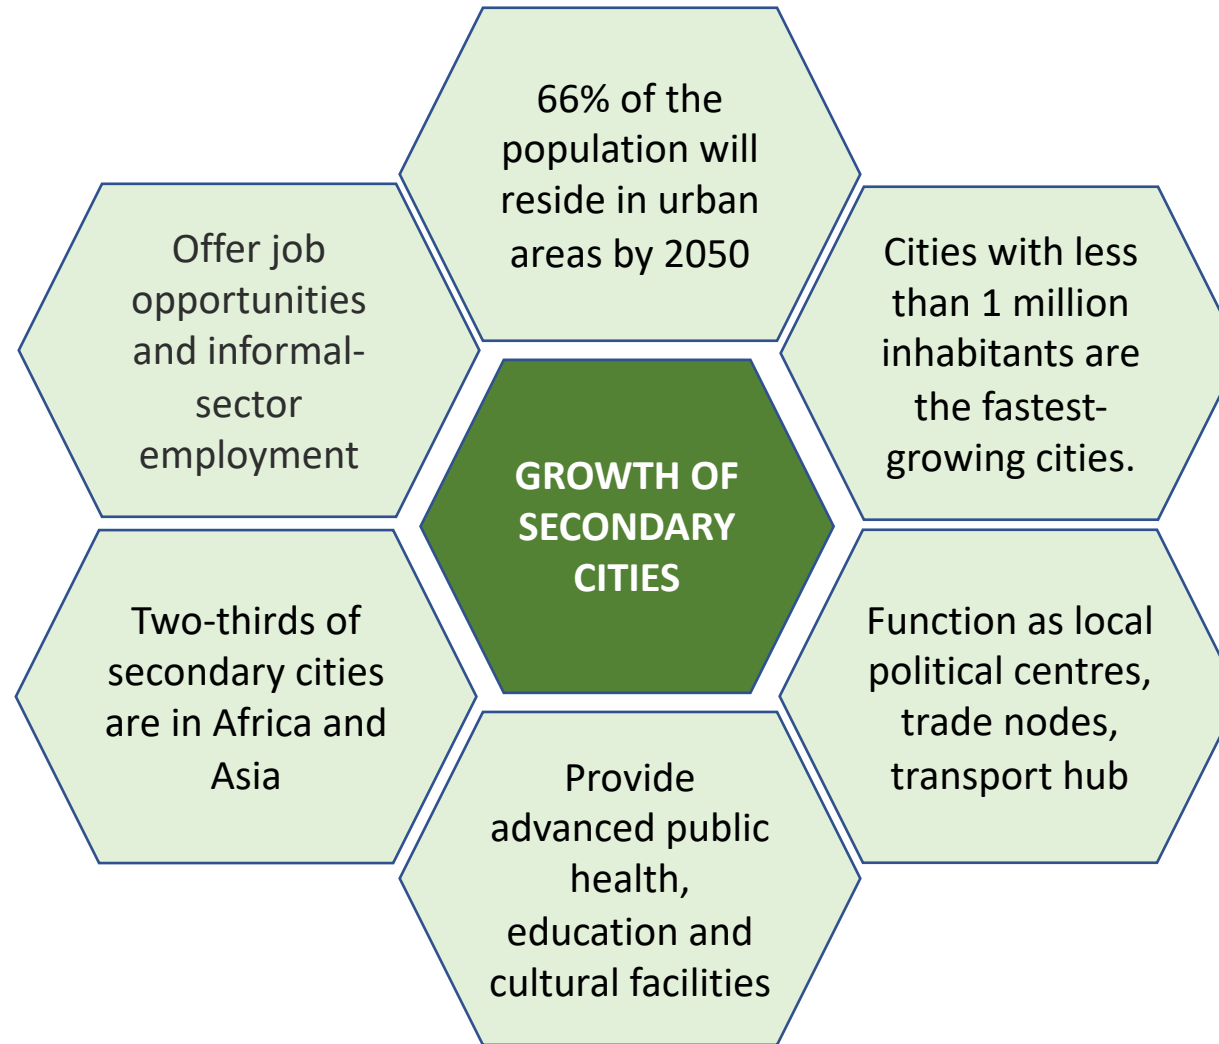 66% of the
population will
reside in urban
areas by 2050
Offer job
opportunities
and informal-
sector
employment
Cities with less
than 1 million
inhabitants are
the fastest-
growing cities.
GROWTH OF
SECONDARY
CITIES
Two-thirds of
secondary cities
are in Africa and
Asia
Function as local
political centres,
trade nodes,
transport hub
Provide
advanced public
health,
education and
cultural facilities